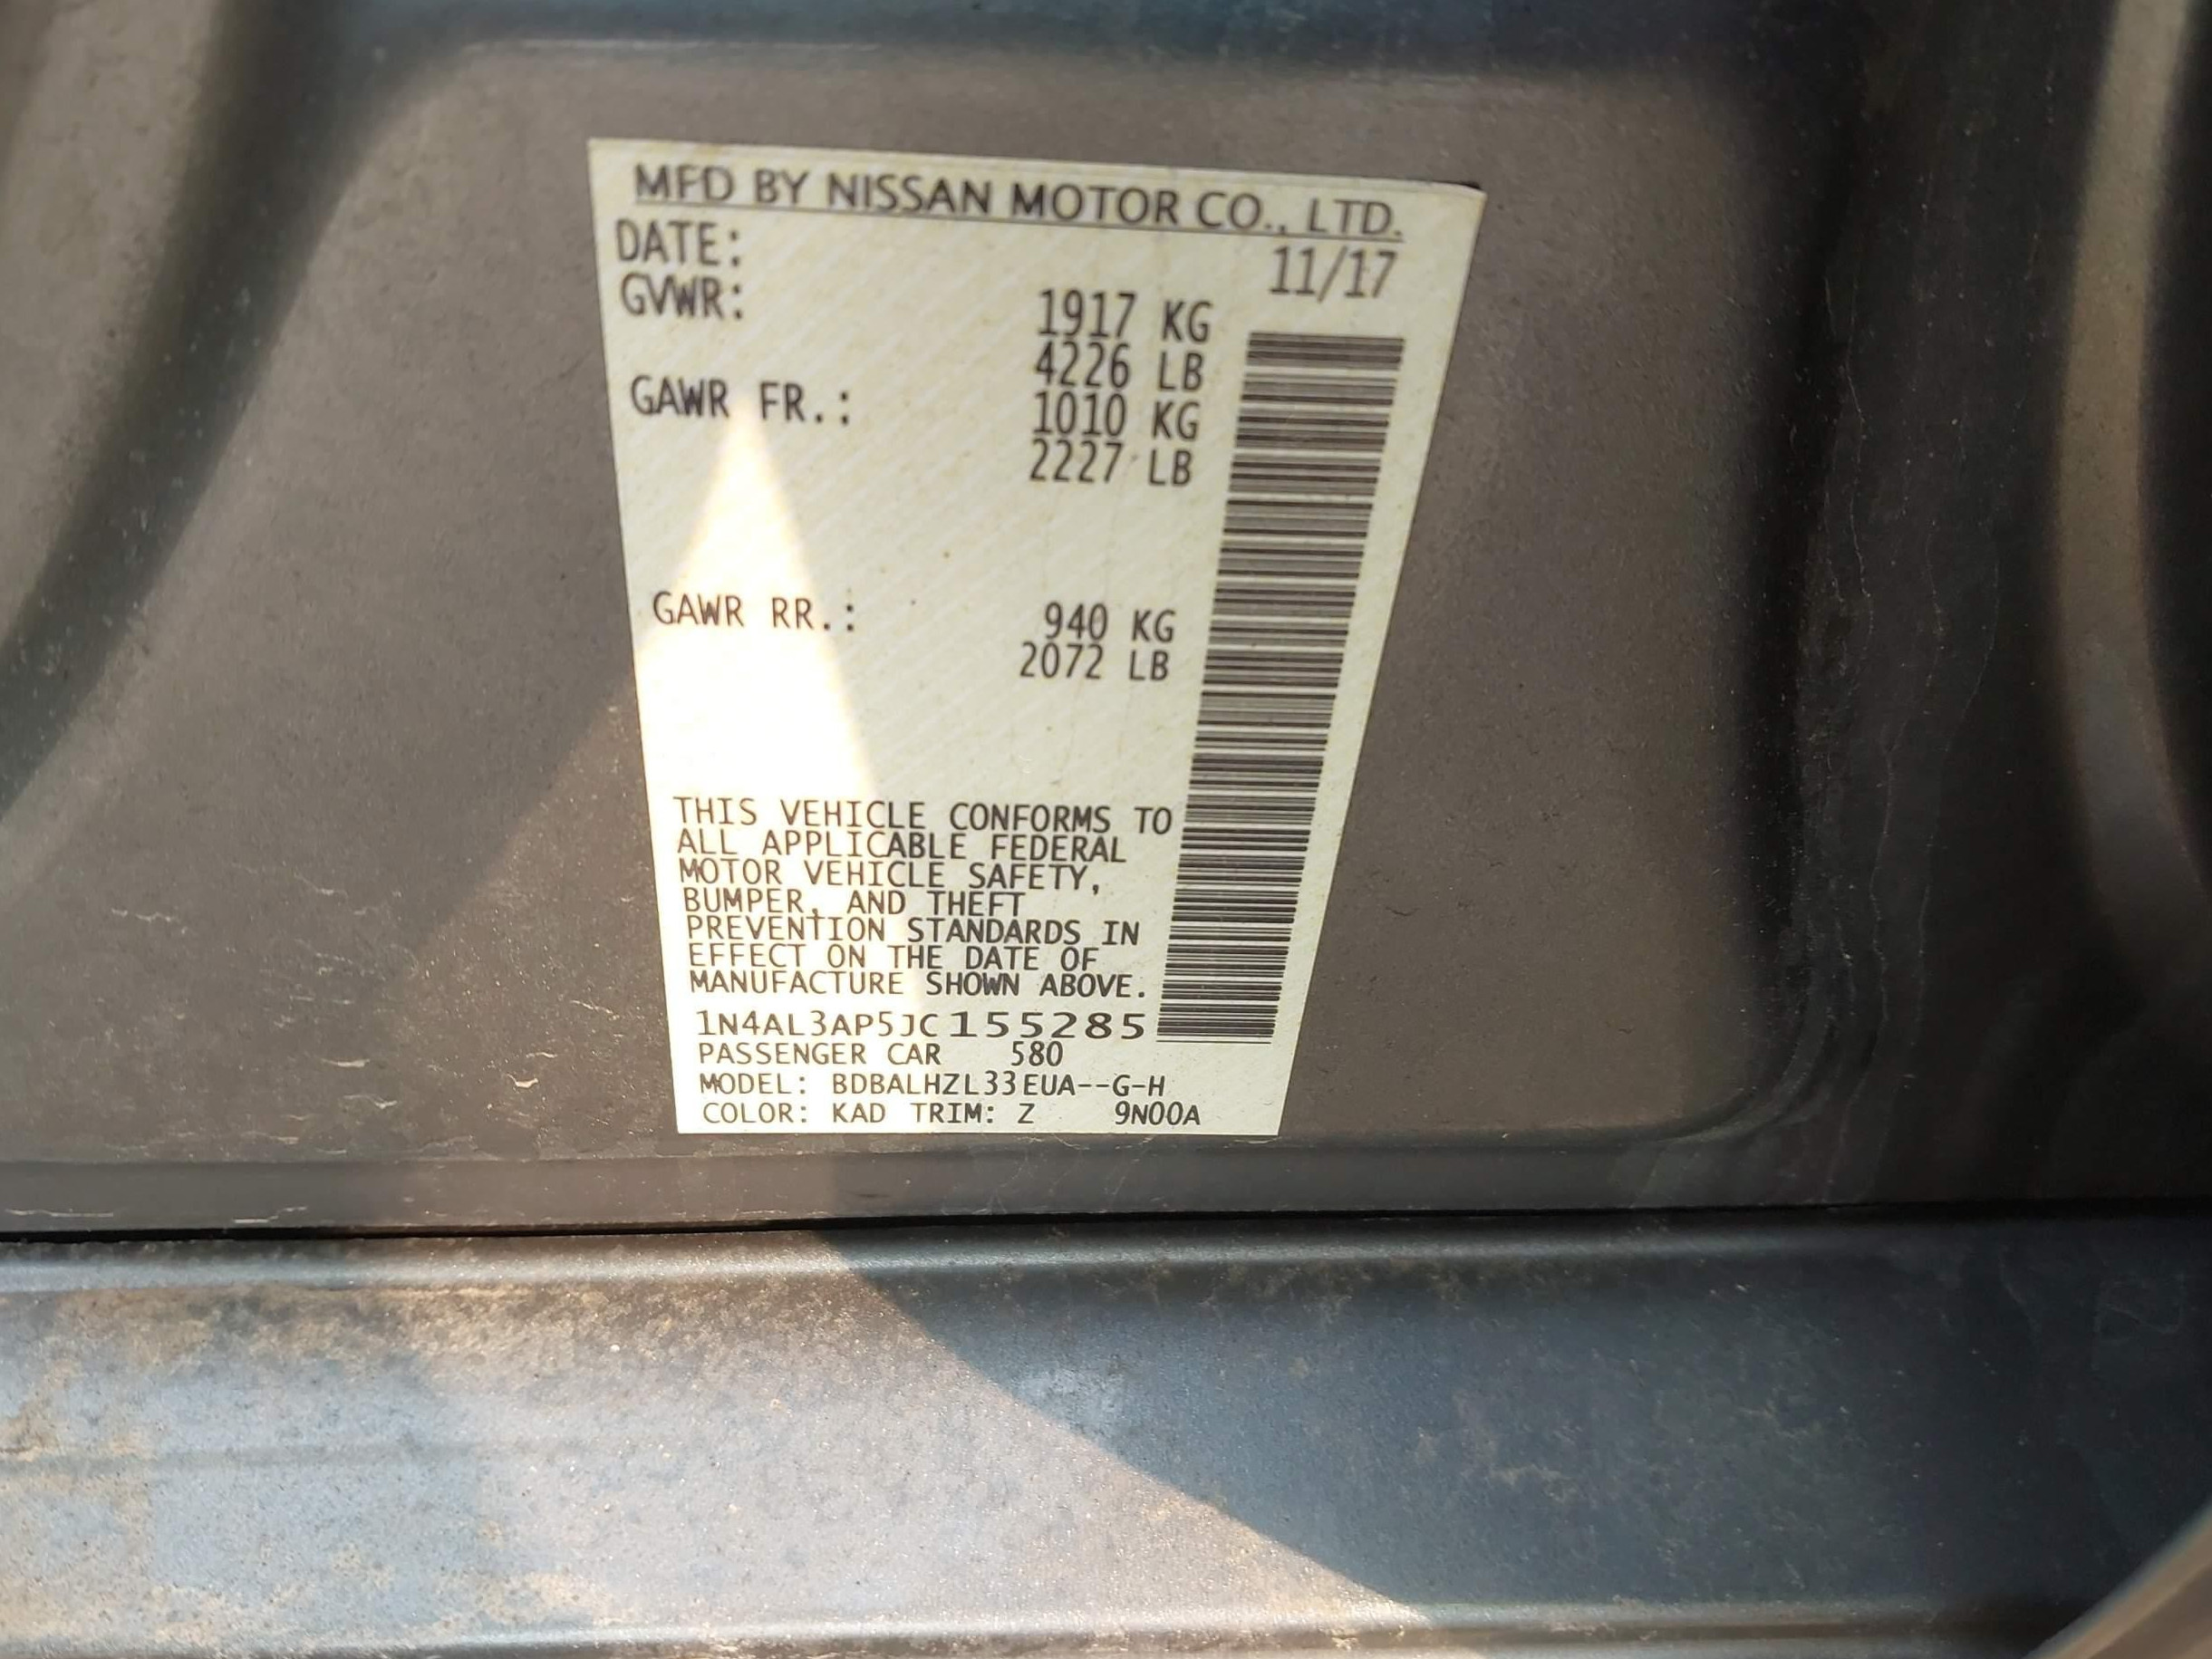 MFD BY NISSAN MOTOR CO., LTD.
DATE: 11/17
GVWR: 1917 KG
4226 LB
GAWR FR.: 1010 KG
2227 LB
GAWR RR.: 940 KG
2072 LB
THIS VEHICLE CONFORMS TO
ALL APPLICABLE FEDERAL
MOTOR VEHICLE SAFETY,
BUMPER, AND THEFT
PREVENTION STANDARDS IN
EFFECT ON THE DATE OF
MANUFACTURE SHOWN ABOVE.
1N4AL3AP5JC155285
PASSENGER CAR 580
MODEL: BDBALHZL33EUA--G-H
COLOR: KAD TRIM: Z 9N00A